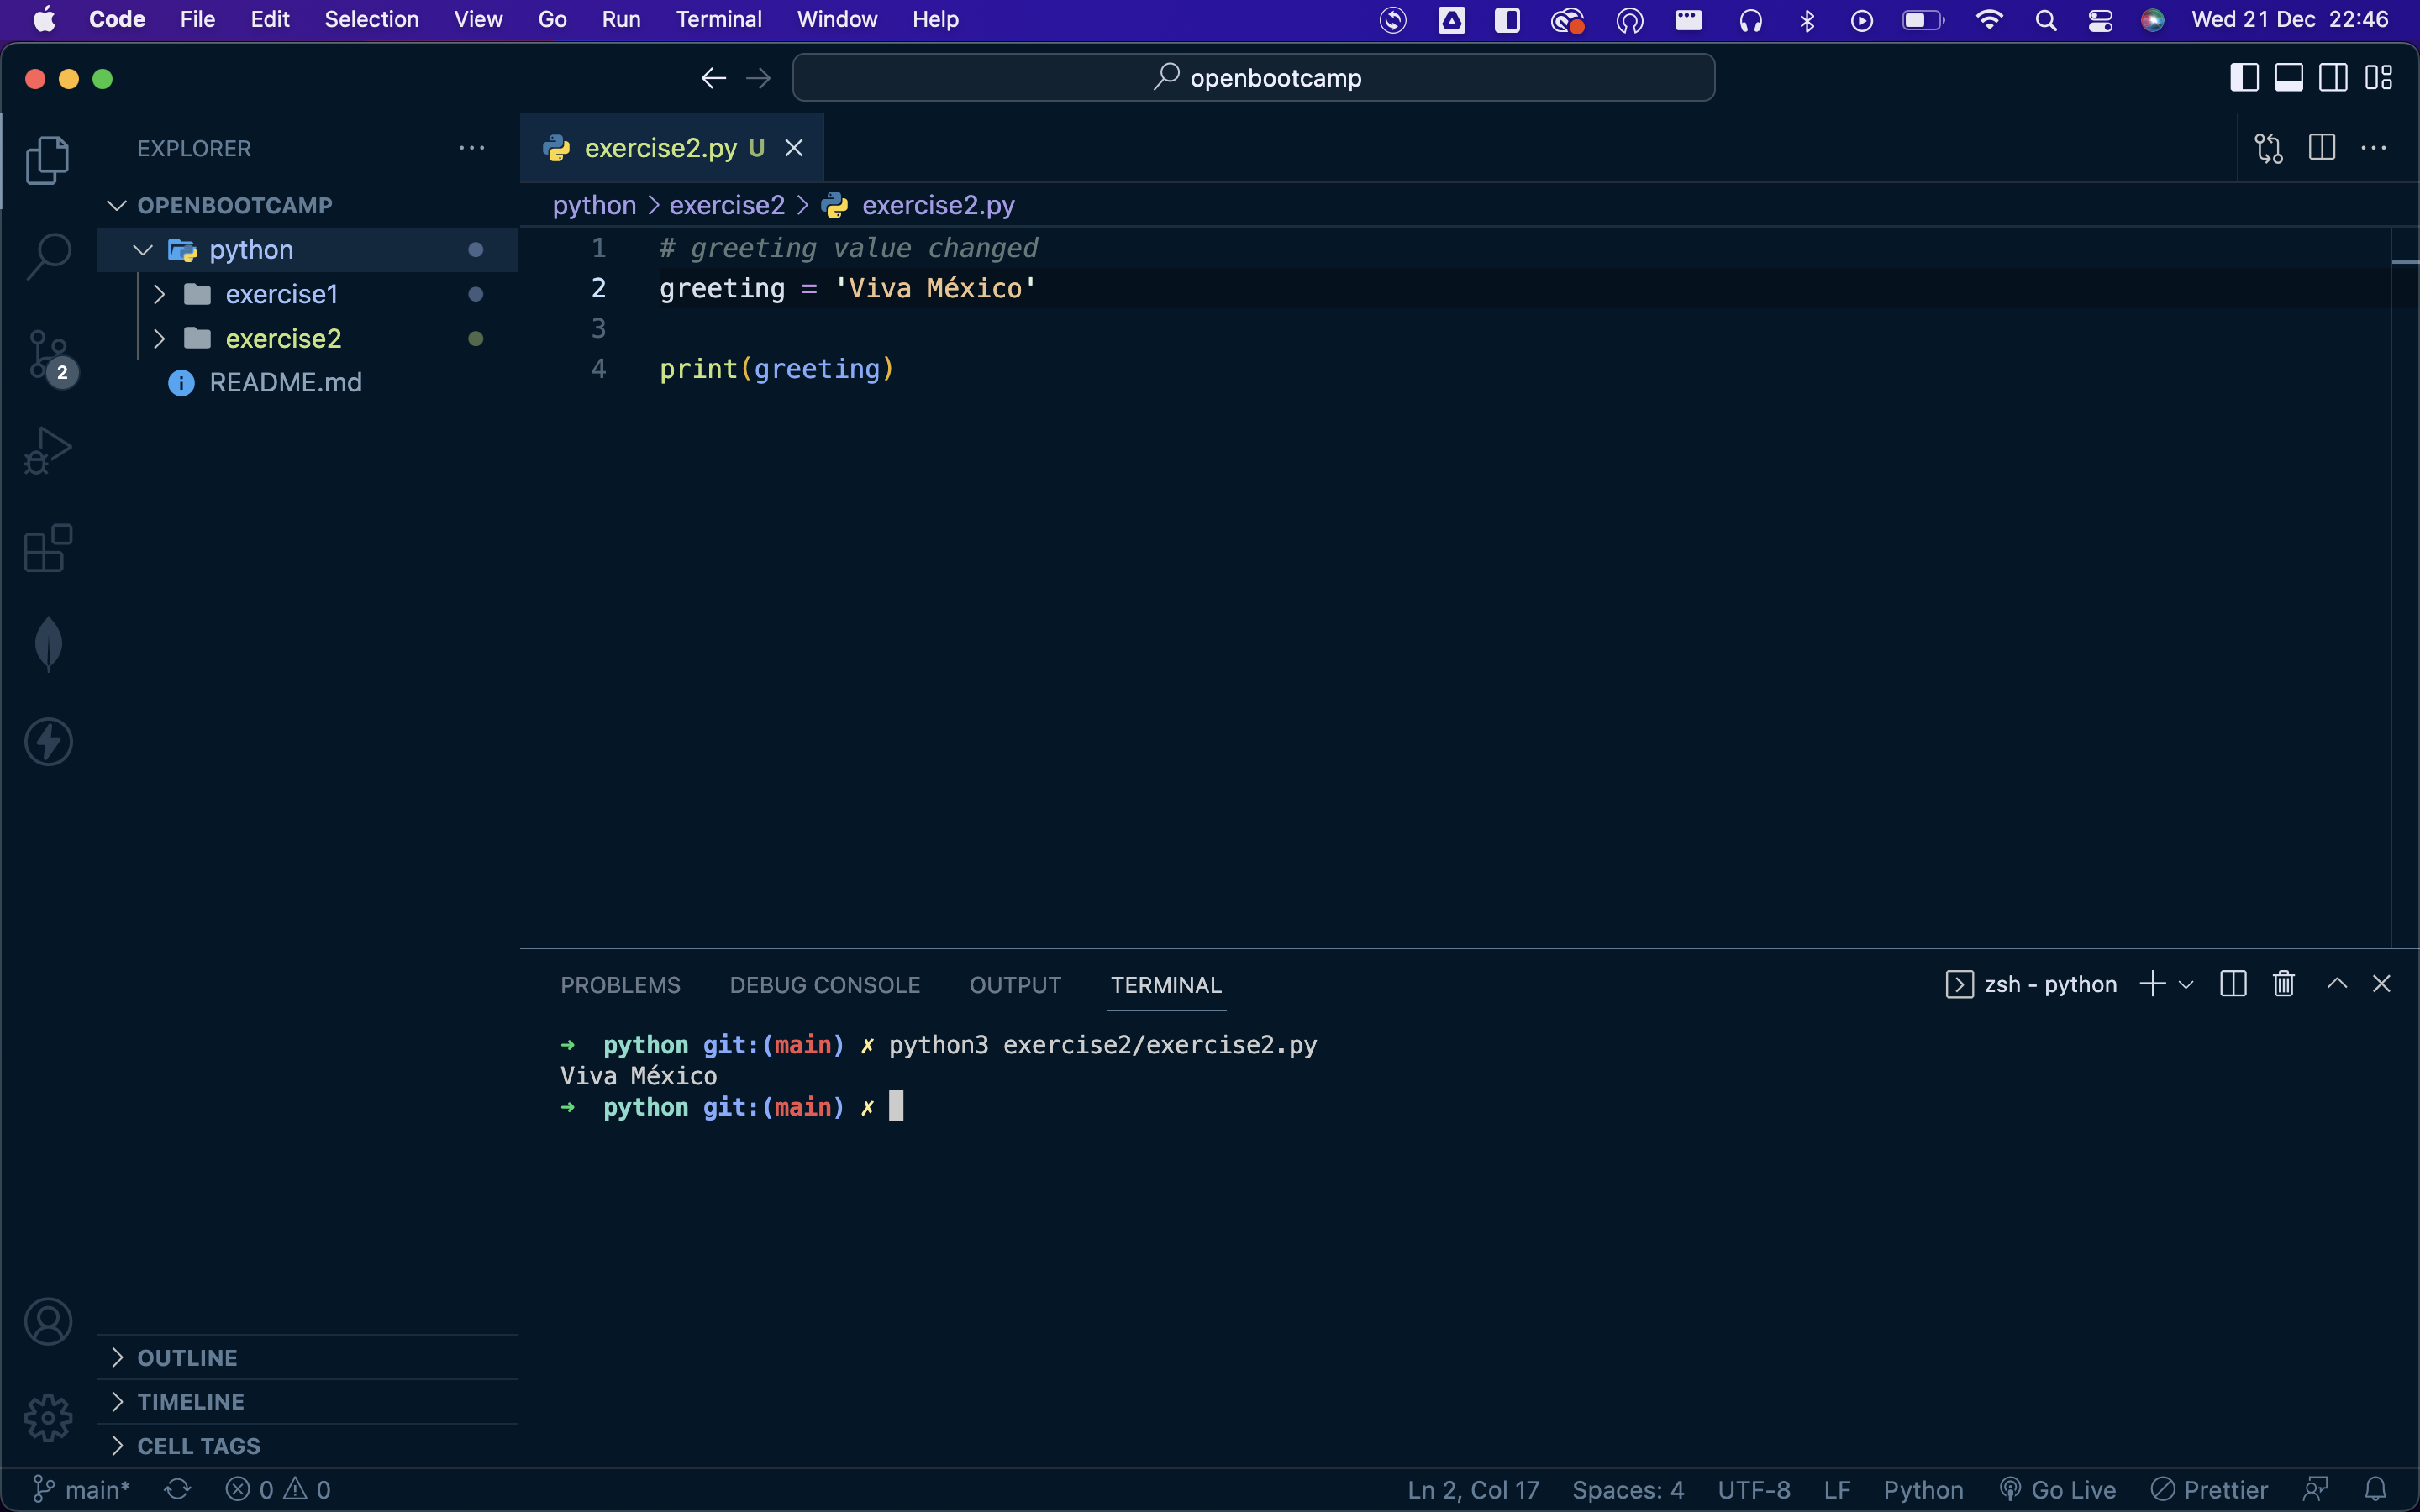 Code File Edit Selection View Go Run Terminal Window Help Wed 21 Dec 22:46
openbootcamp
EXPLORER
OPENBOOTCAMP
python
exercise1
exercise2
README.md
2
exercise2.py U
python > exercise2 > exercise2.py
1 # greeting value changed
2 greeting = 'Viva México'
3
4 print(greeting)
PROBLEMS DEBUG CONSOLE OUTPUT TERMINAL zsh - python
➜ python git:(main) ✗ python3 exercise2/exercise2.py
Viva México
➜ python git:(main) ✗
OUTLINE
TIMELINE
CELL TAGS
main* 0 0 Ln 2, Col 17 Spaces: 4 UTF-8 LF Python Go Live Prettier